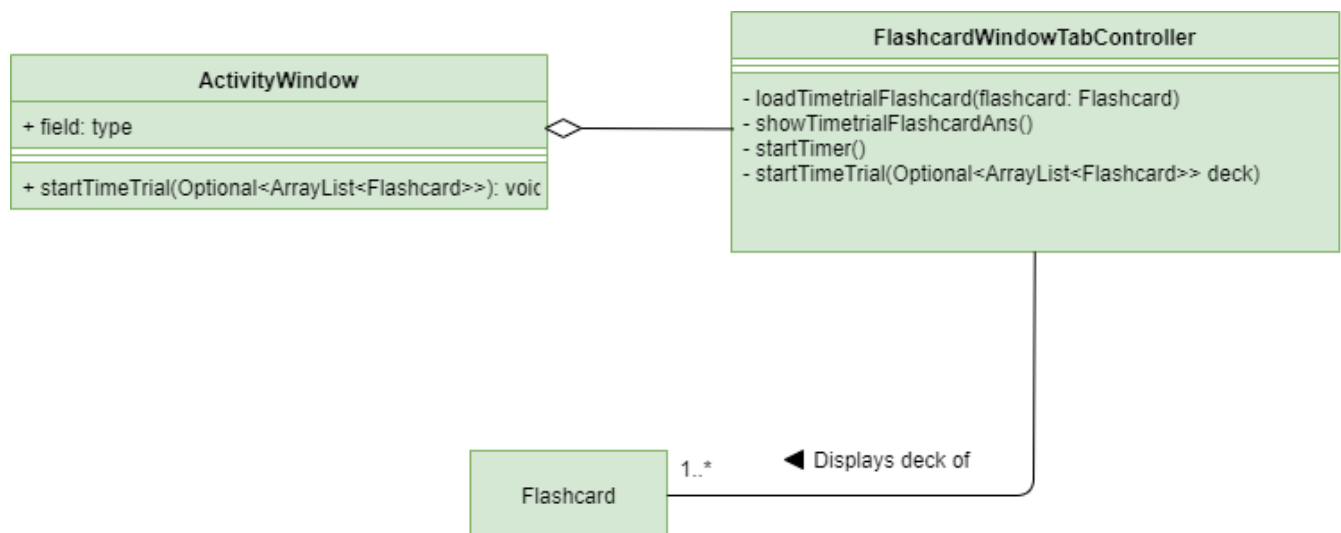 ActivityWindow
+ field: type
+ startTimeTrial(Optional<ArrayList<Flashcard>>): void
FlashcardWindowTabController
- loadTimetrialFlashcard(flashcard: Flashcard)
- showTimetrialFlashcardAns()
- startTimer()
- startTimeTrial(Optional<ArrayList<Flashcard>> deck)
1..*
◀ Displays deck of
Flashcard